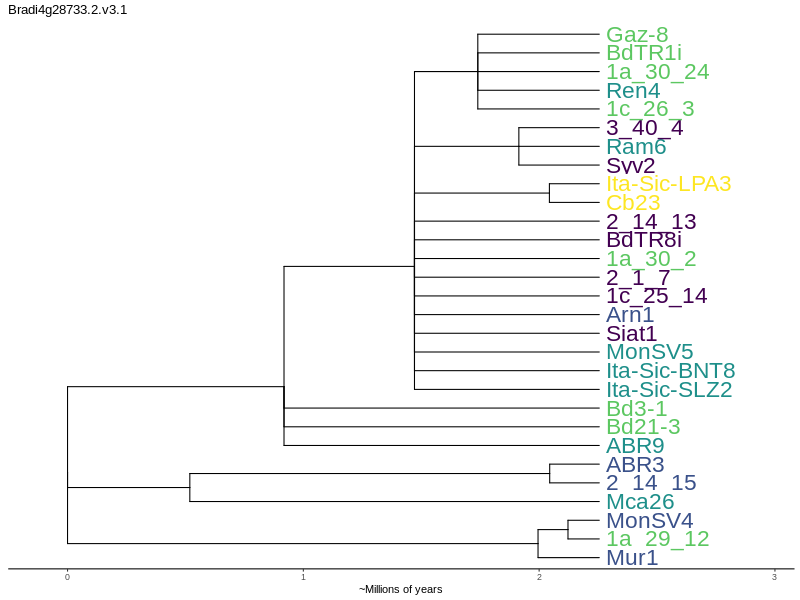 Bradi4g28733.2.v3.1
Gaz-8
BdTR1i
1a_30_24
Ren4
1c_26_3
3_40_4
Ram6
Svv2
Ita-Sic-LPA3
Cb23
2_14_13
BdTR8i
1a_30_2
2_1_7
1c_25_14
Arn1
Siat1
MonSV5
Ita-Sic-BNT8
Ita-Sic-SLZ2
Bd3-1
Bd21-3
ABR9
ABR3
2_14_15
Mca26
MonSV4
1a_29_12
Mur1
0 1 2 3
~Millions of years